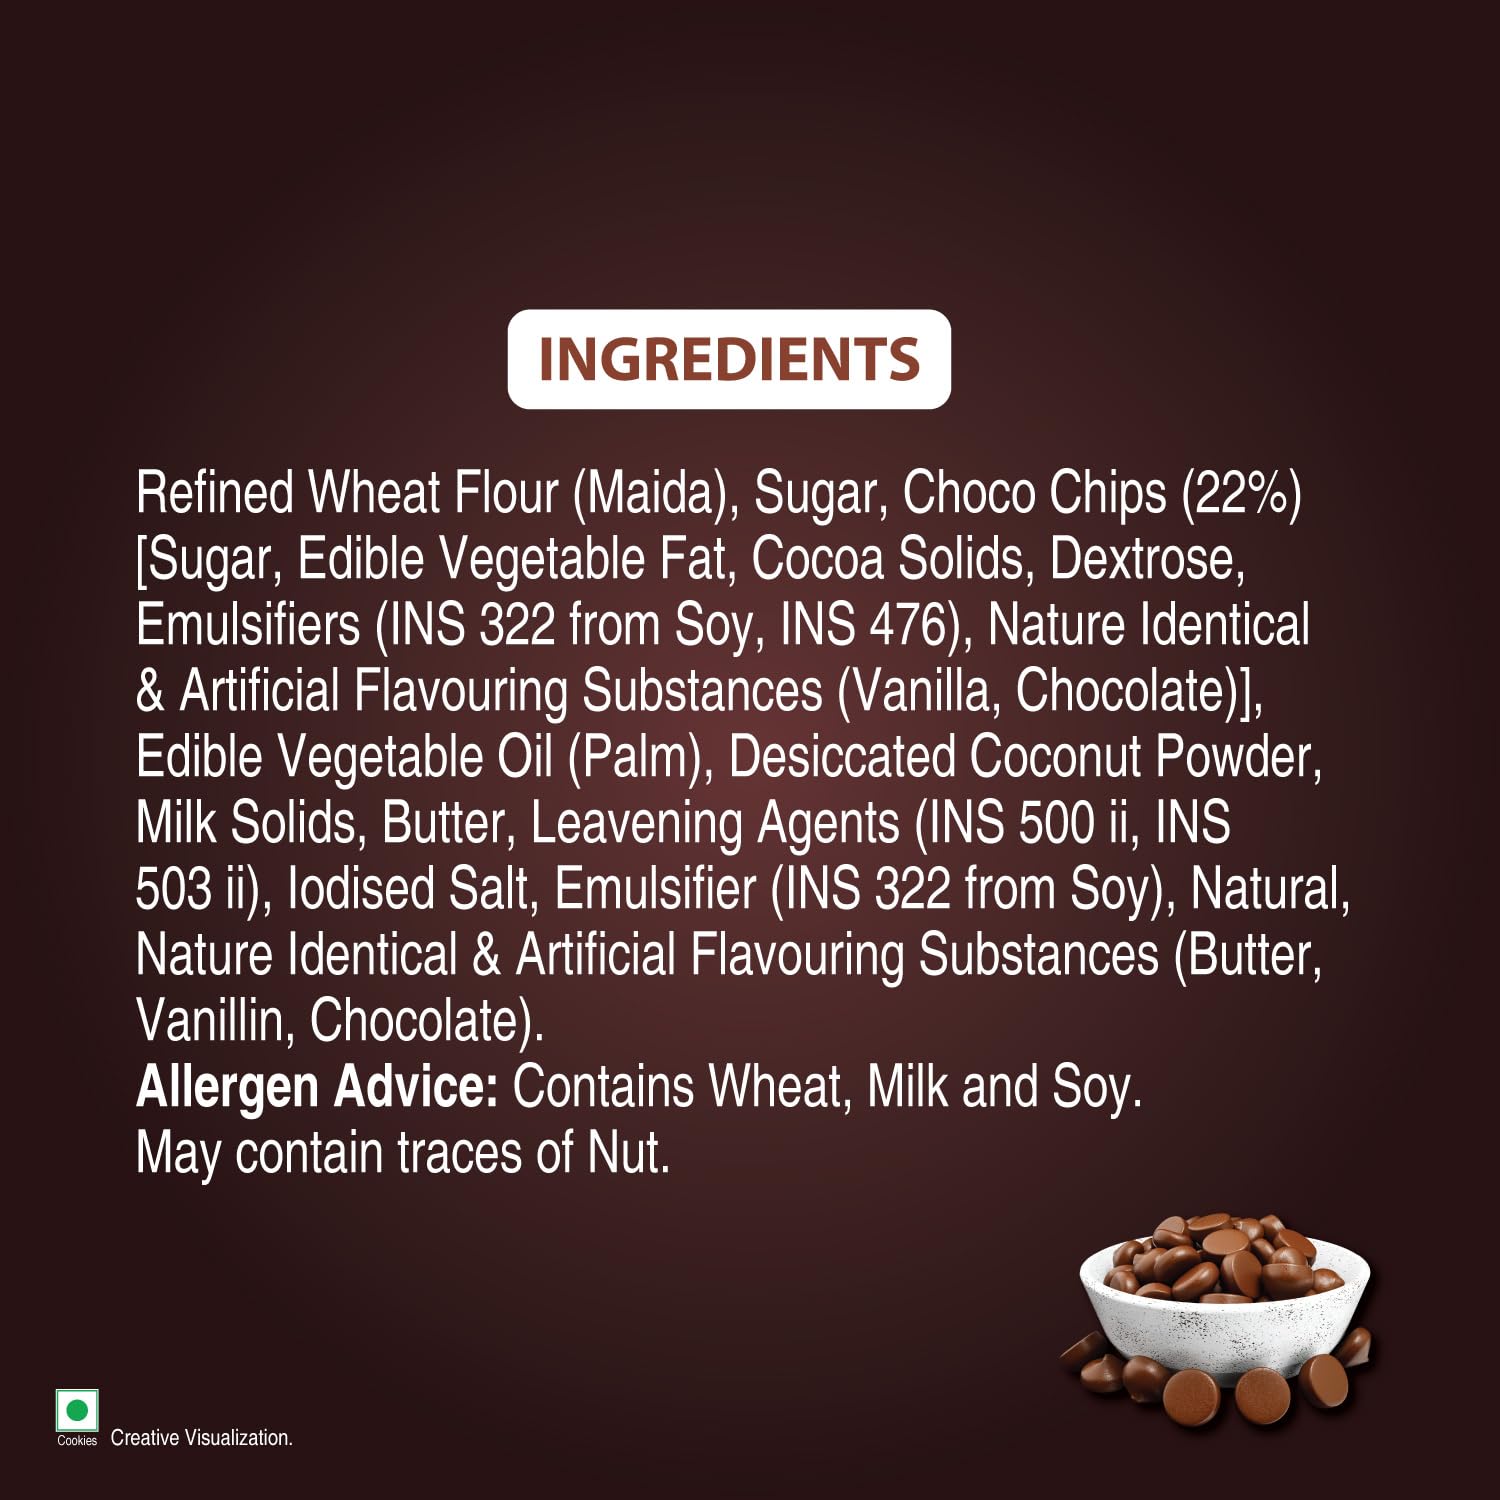 INGREDIENTS
Refined Wheat Flour (Maida), Sugar, Choco Chips (22%)
[Sugar, Edible Vegetable Fat, Cocoa Solids, Dextrose,
Emulsifiers (INS 322 from Soy, INS 476), Nature Identical
& Artificial Flavouring Substances (Vanilla, Chocolate)],
Edible Vegetable Oil (Palm), Desiccated Coconut Powder,
Milk Solids, Butter, Leavening Agents (INS 500 ii, INS
503 ii), Iodised Salt, Emulsifier (INS 322 from Soy), Natural,
Nature Identical & Artificial Flavouring Substances (Butter,
Vanillin, Chocolate).
Allergen Advice: Contains Wheat, Milk and Soy.
May contain traces of Nut.
Cookies
Creative Visualization.